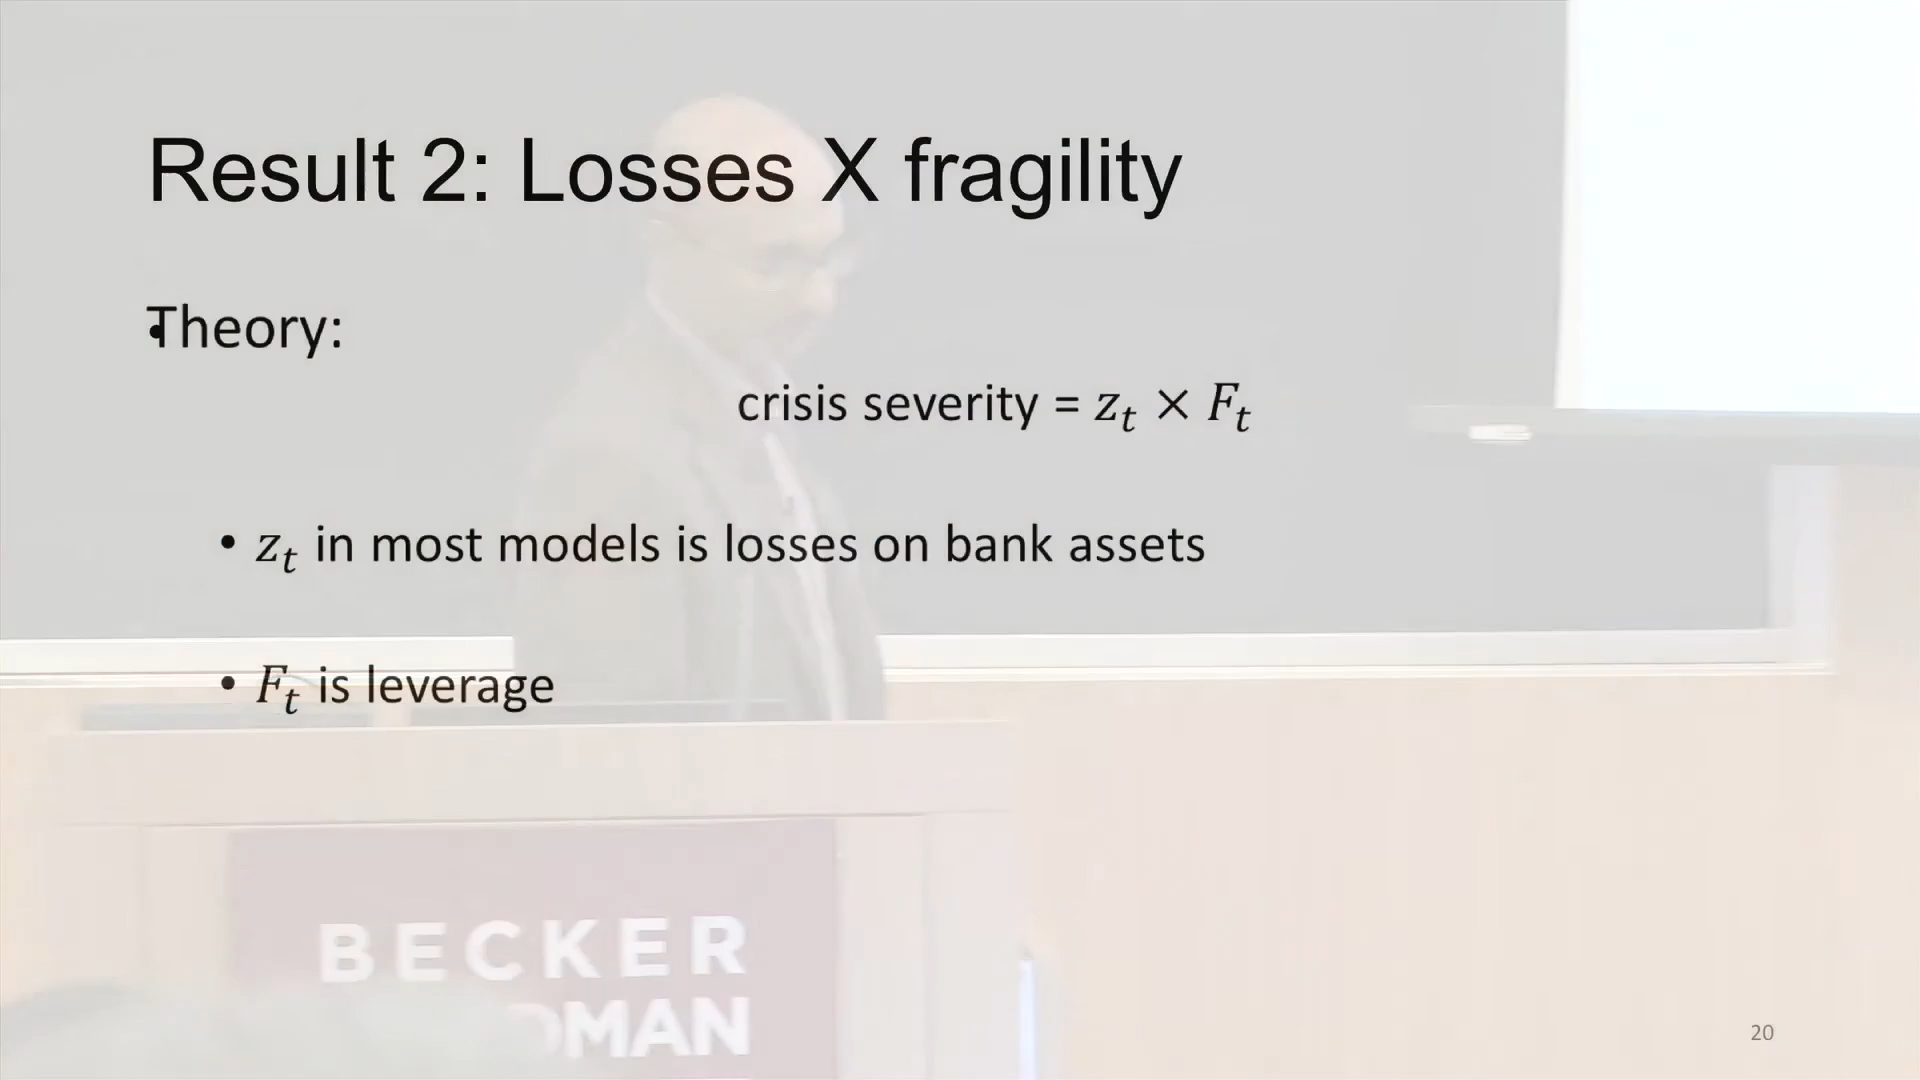 Result 2: Losses X fragility
• Theory:
crisis severity = 𝑧ₜ × 𝐹ₜ
• 𝑧ₜ in most models is losses on bank assets
• 𝐹ₜ is leverage
BECKER
DMAN
20